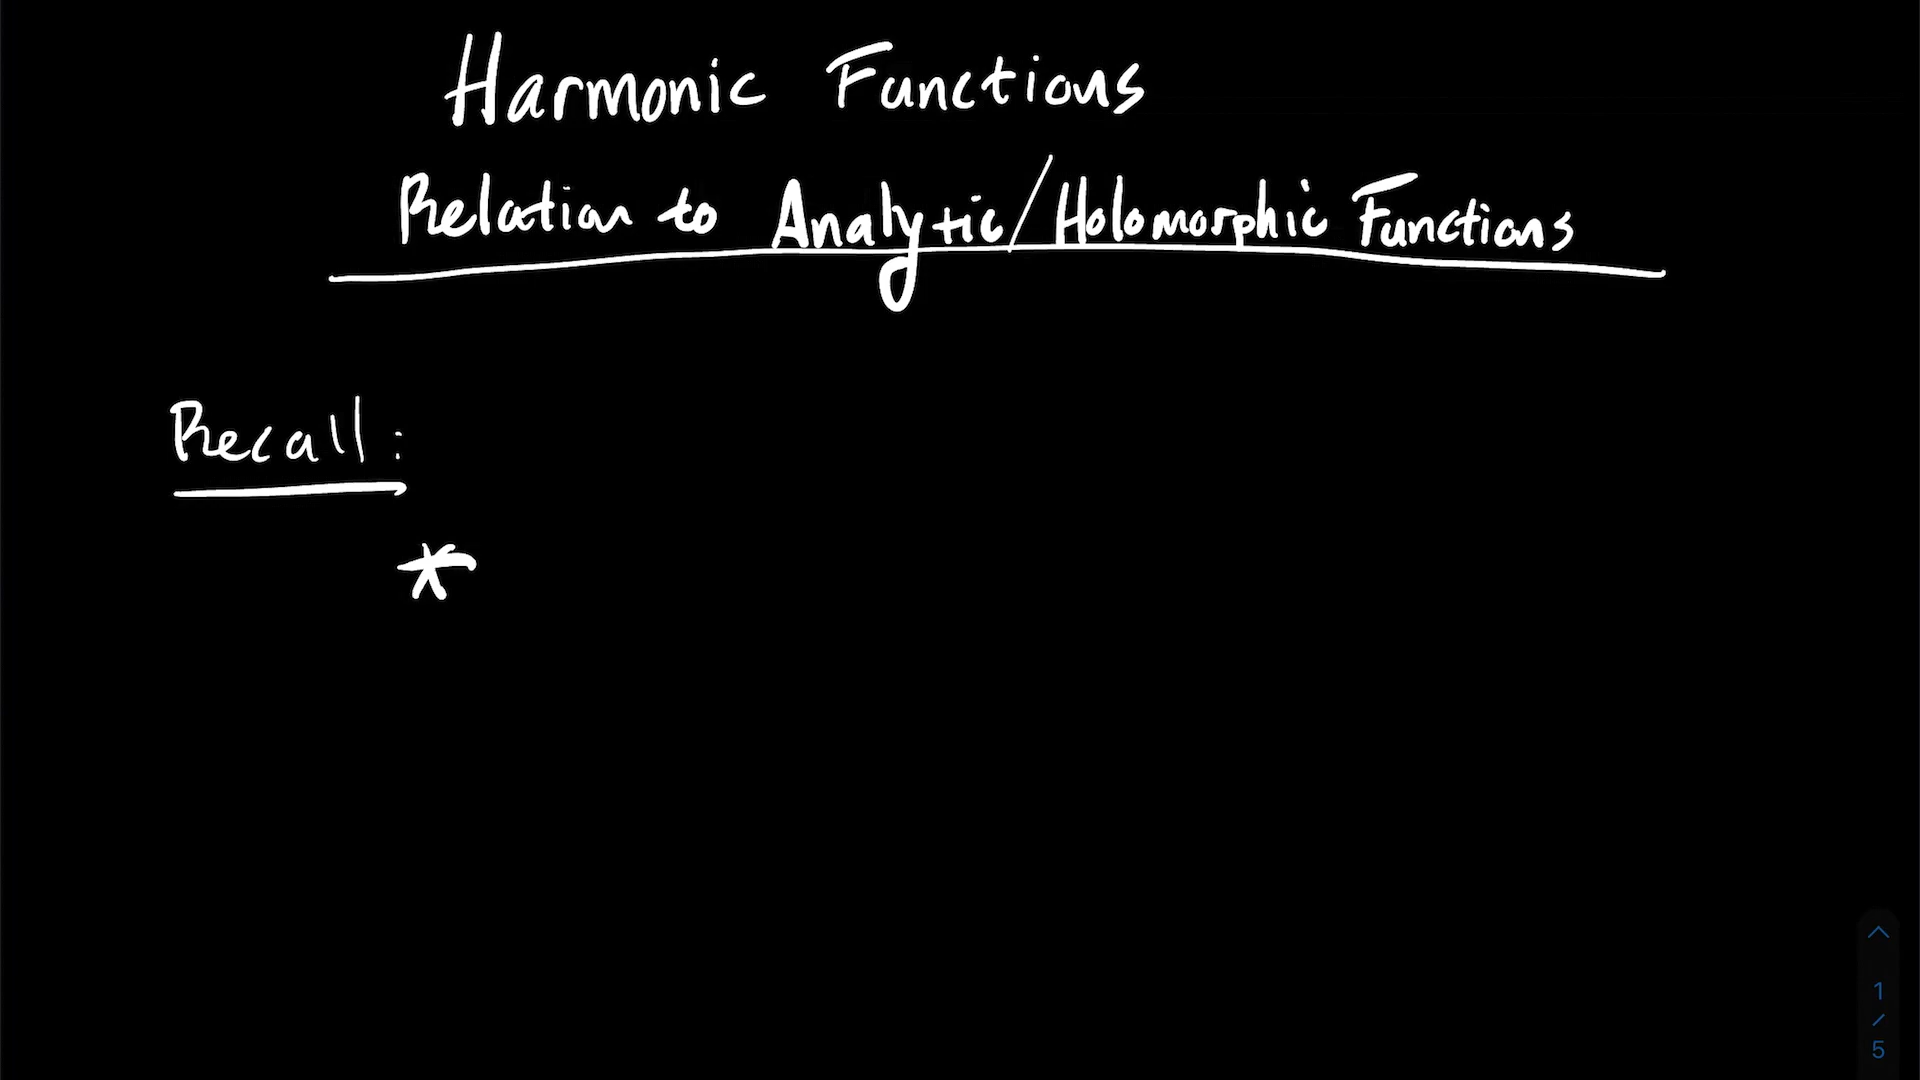 Harmonic Functions
Relation to Analytic/Holomorphic Functions
Recall:
*
1
/
5